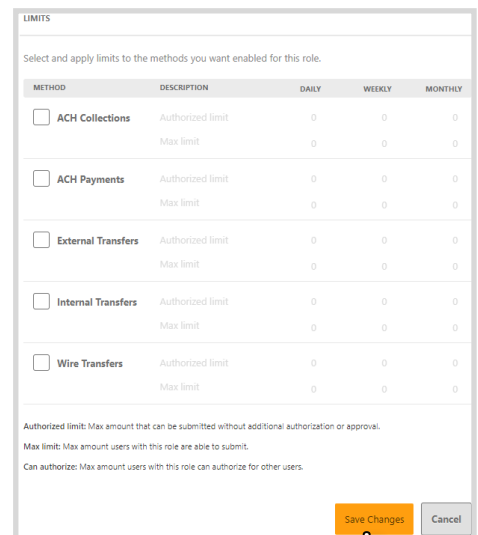 LIMITS
Select and apply limits to the methods you want enabled for this role.
METHOD DESCRIPTION DAILY WEEKLY MONTHLY
ACH Collections Authorized limit 0 0 0
Max limit 0 0 0
ACH Payments Authorized limit 0 0 0
Max limit 0 0 0
External Transfers Authorized limit 0 0 0
Max limit 0 0 0
Internal Transfers Authorized limit 0 0 0
Max limit 0 0 0
Wire Transfers Authorized limit 0 0 0
Max limit 0 0 0
Authorized limit: Max amount that can be submitted without additional authorization or approval.
Max limit: Max amount users with this role are able to submit.
Can authorize: Max amount users with this role can authorize for other users.
Save Changes Cancel